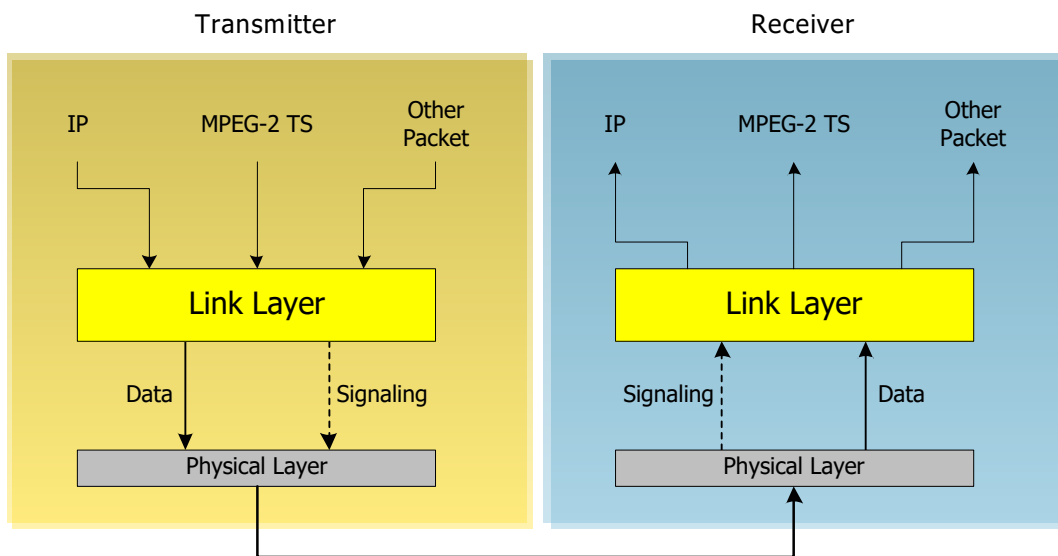 Transmitter
IP
MPEG-2 TS
Other
Packet
Link Layer
Data
Signaling
Physical Layer
Receiver
IP
MPEG-2 TS
Other
Packet
Link Layer
Signaling
Data
Physical Layer